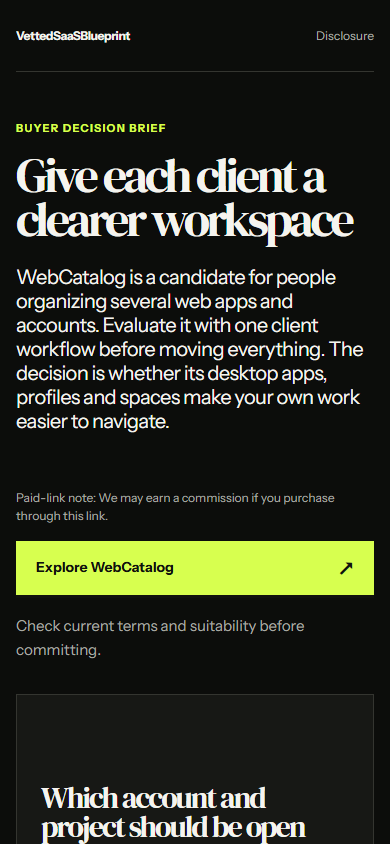 VettedSaaSBlueprint
Disclosure
BUYER DECISION BRIEF
Give each client a
clearer workspace
WebCatalog is a candidate for people
organizing several web apps and
accounts. Evaluate it with one client
workflow before moving everything. The
decision is whether its desktop apps,
profiles and spaces make your own work
easier to navigate.
Paid-link note: We may earn a commission if you purchase
through this link.
Explore WebCatalog ↗
Check current terms and suitability before
committing.
Which account and
project should be open